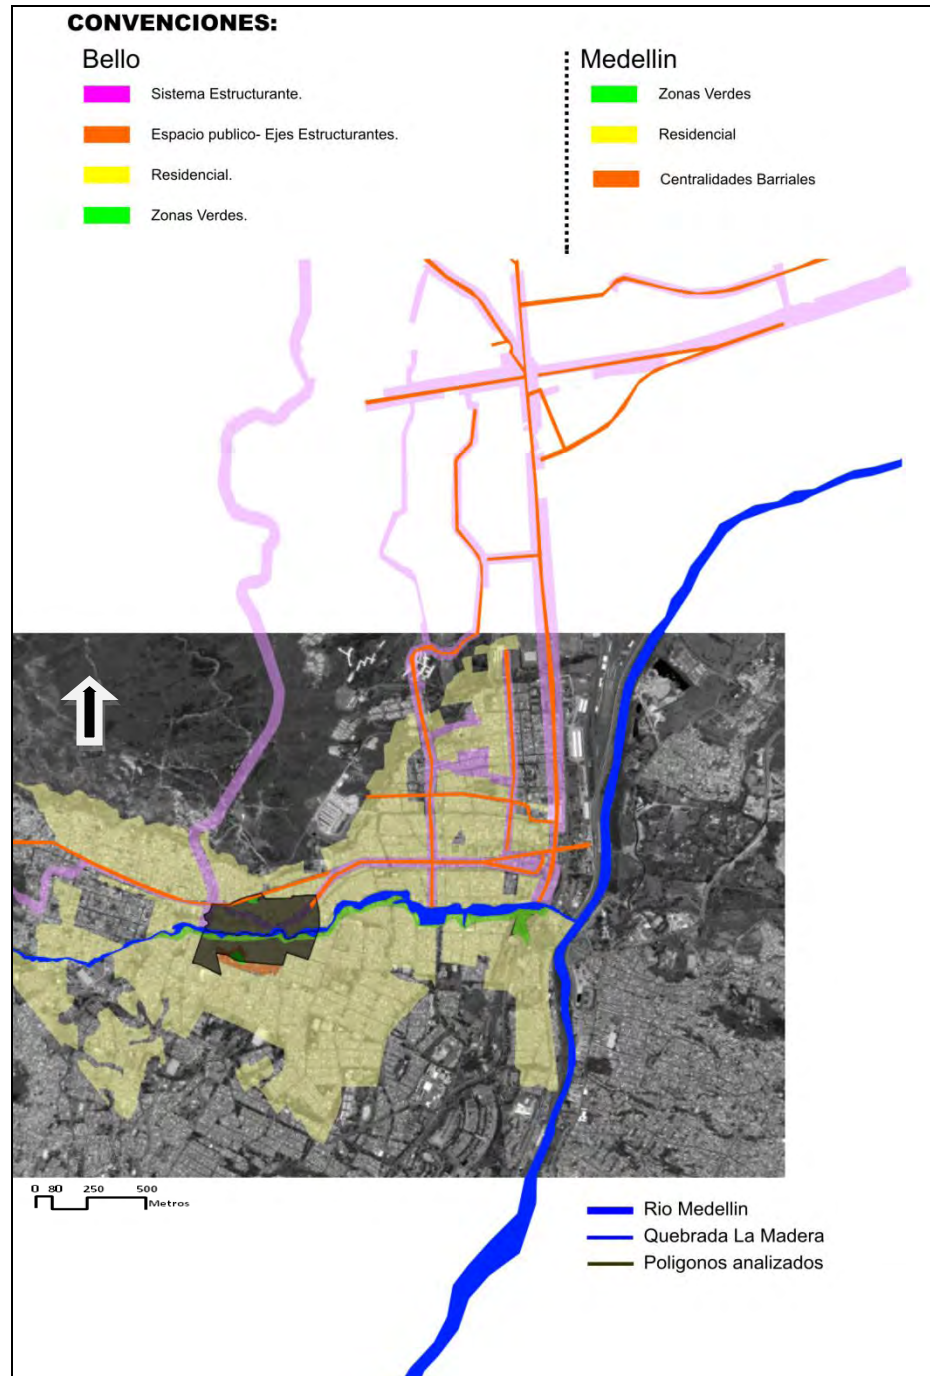 CONVENCIONES:
Bello
Sistema Estructurante.
Espacio publico- Ejes Estructurantes.
Residencial.
Zonas Verdes.
Medellin
Zonas Verdes
Residencial
Centralidades Barriales
0 80 250 500
Metros
Rio Medellin
Quebrada La Madera
Poligonos analizados